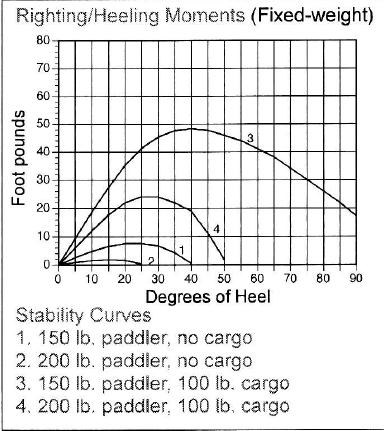 Righting/Heeling Moments (Fixed-weight)
80
70
60
50
40
30
20
10
0
Foot pounds
3
4
1
2
0 10 20 30 40 50 60 70 80 90
Degrees of Heel
Stability Curves
1. 150 lb. paddler, no cargo
2. 200 lb. paddler, no cargo
3. 150 lb. paddler, 100 lb. cargo
4. 200 lb. paddler, 100 lb. cargo